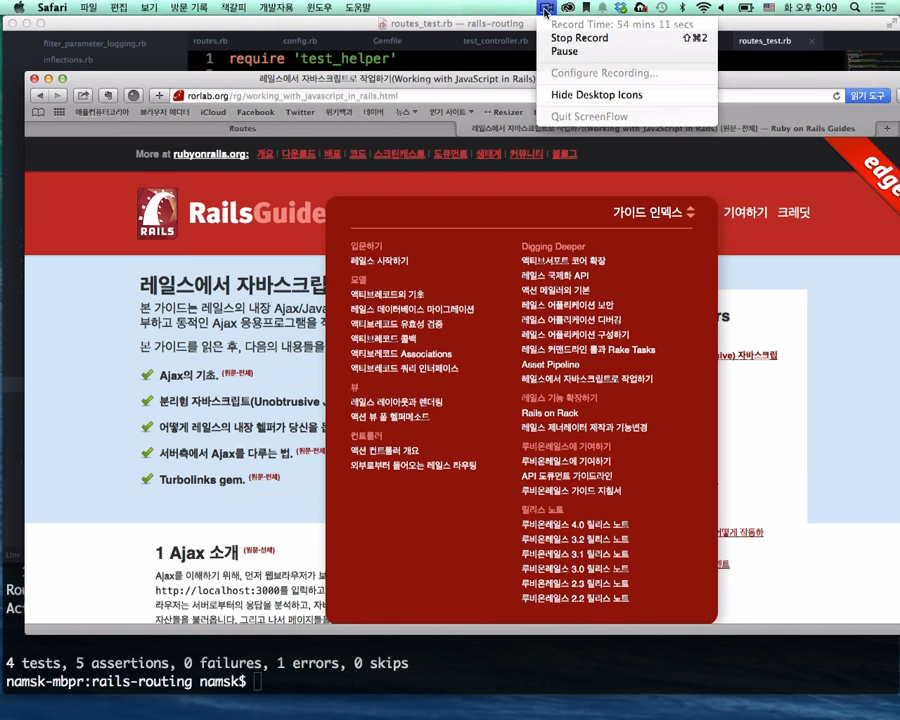 Safari 파일 편집 보기 방문 기록 책갈피 개발자용 윈도우 도움말 화 오후 9:09
Record Time: 54 mins 11 secs
Stop Record ⇧⌘2
Pause
Configure Recording...
Hide Desktop Icons
Quit ScreenFlow
routes_test.rb — rails-routing
filter_parameter_logging.rb
inflections.rb
routes.rb config.rb Gemfile test_controller.rb routes_test.rb
1 require 'test_helper'
레일스에서 자바스크립트로 작업하기(Working with JavaScript in Rails)
rorlab.org/rg/working_with_javascript_in_rails.html
읽기 도구
애플컴퓨터코리아 브라우저 에디터 iCloud Facebook Twitter 위키백과 네이버 뉴스 인기 사이트 Resizer
Routes
레일스에서 자바스크립트로 작업하기(Working with JavaScript in Rails) (원문-전체) — Ruby on Rails Guides
More at rubyonrails.org: 개요 | 다운로드 | 배포 | 코드 | 스크린캐스트 | 도큐먼트 | 생태계 | 커뮤니티 | 블로그
edge
RAILS
RailsGuide
가이드 인덱스
기여하기
크레딧
입문하기
레일스 시작하기
모델
액티브레코드의 기초
레일스 데이터베이스 마이그레이션
액티브레코드 유효성 검증
액티브레코드 콜백
액티브레코드 Associations
액티브레코드 쿼리 인터페이스
뷰
레일스 레이아웃과 렌더링
액션 뷰 폼 헬퍼메소드
컨트롤러
액션 컨트롤러 개요
외부로부터 들어오는 레일스 라우팅
Digging Deeper
액티브서포트 코어 확장
레일스 국제화 API
액션 메일러의 기본
레일스 어플리케이션 보안
레일스 어플리케이션 디버깅
레일스 어플리케이션 구성하기
레일스 커맨드라인 툴과 Rake Tasks
Asset Pipeline
레일스에서 자바스크립트로 작업하기
레일스 기능 확장하기
Rails on Rack
레일스 제너레이터 제작과 기능변경
루비온레일스에 기여하기
루비온레일스에 기여하기
API 도큐먼트 가이드라인
루비온레일스 가이드 지침서
릴리스 노트
루비온레일스 4.0 릴리스 노트
루비온레일스 3.2 릴리스 노트
루비온레일스 3.1 릴리스 노트
루비온레일스 3.0 릴리스 노트
루비온레일스 2.3 릴리스 노트
루비온레일스 2.2 릴리스 노트
레일스에서 자바스크립
본 가이드는 레일스의 내장 Ajax/Java
부하고 동적인 Ajax 응용프로그램을
본 가이드를 읽은 후, 다음의 내용들을
Ajax의 기초. (원문-전체)
분리형 자바스크립트(Unobtrusive
어떻게 레일스의 내장 헬퍼가 당신을
서버측에서 Ajax를 다루는 법. (원문-전체)
Turbolinks gem. (원문-전체)
rs
자바스크립
어떻게 작동하
1 Ajax 소개 (원문-전체)
Ajax를 이해하기 위해, 먼저 웹브라우저가
http://localhost:3000를 입력하고
라우저는 서버로부터의 응답을 분석하고,
자산들을 불러옵니다. 그리고 나서 페이지들을
Line
Rou
Act
4 tests, 5 assertions, 0 failures, 1 errors, 0 skips
namsk-mbpr:rails-routing namsk$